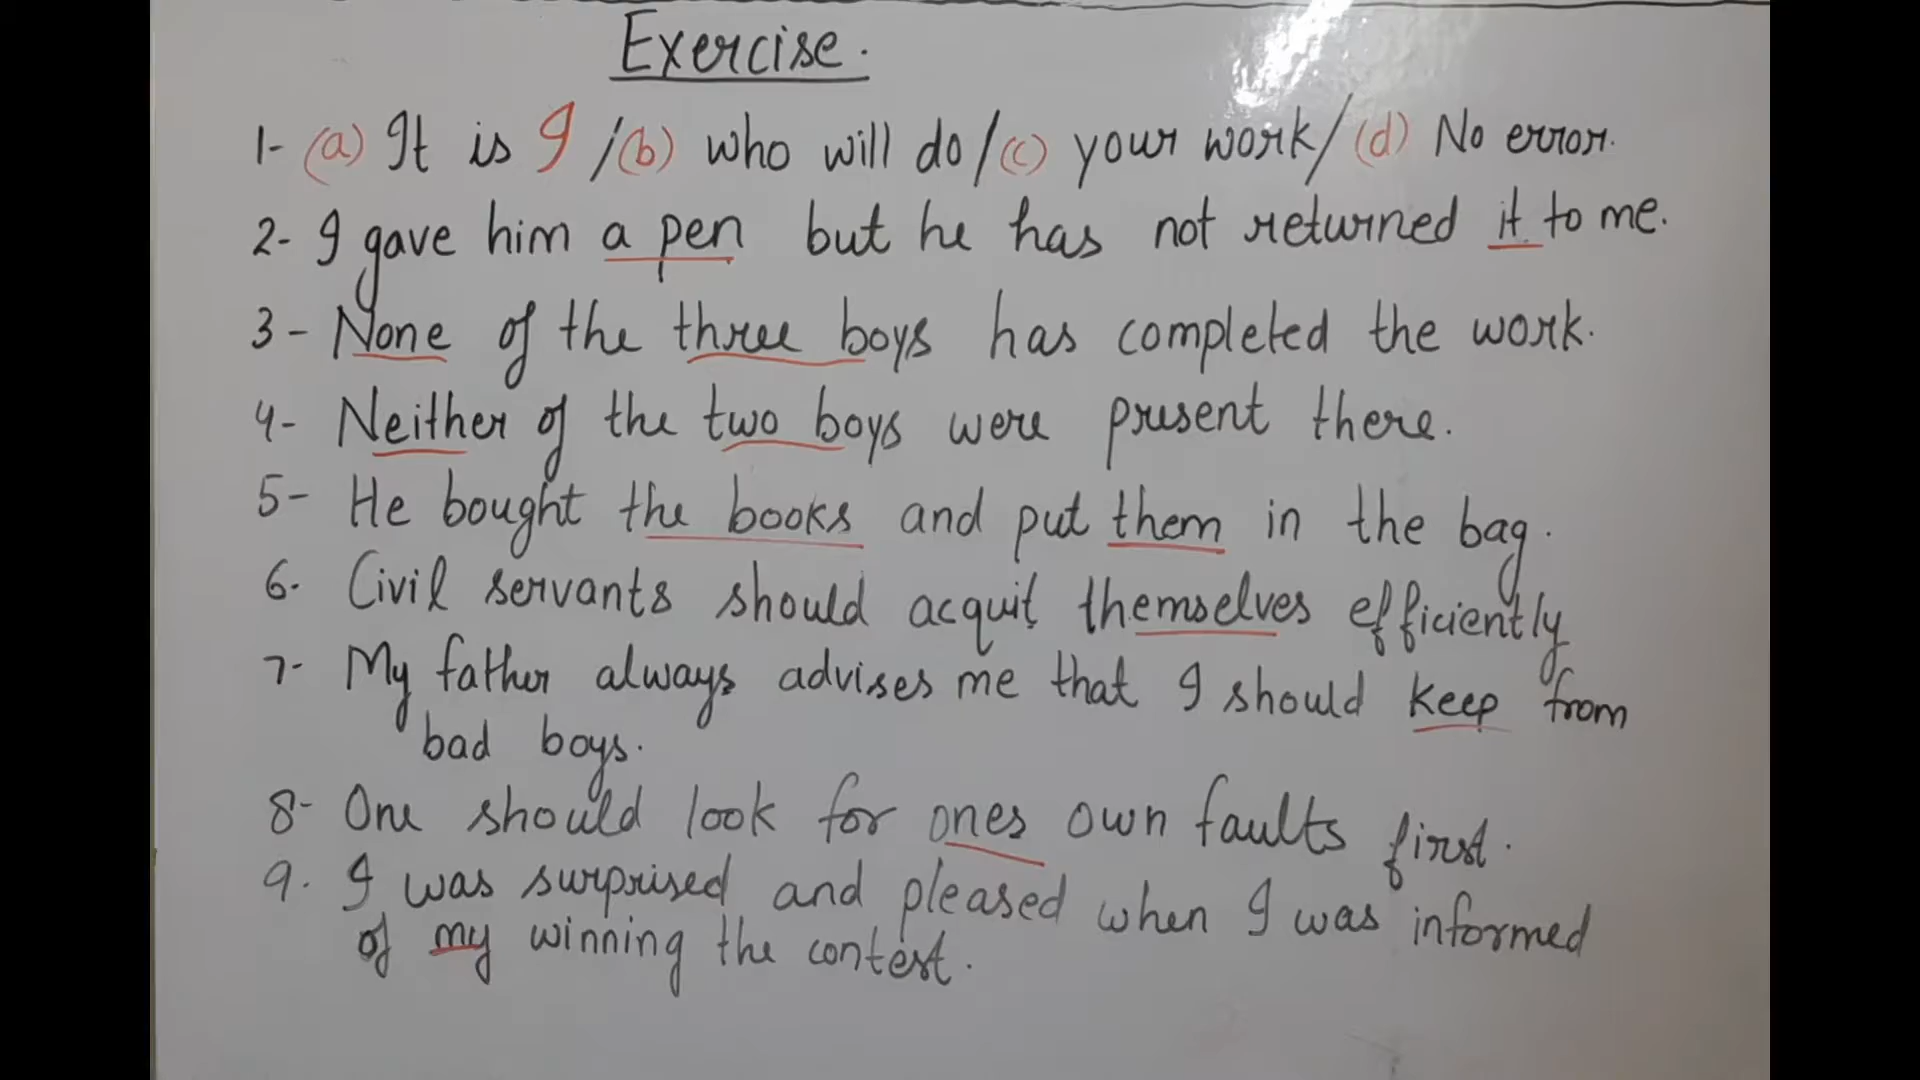 Exercise.
1- (a) It is I /(b) who will do /(c) your work/ (d) No error.
2- I gave him a pen but he has not returned it to me.
3- None of the three boys has completed the work.
4- Neither of the two boys were present there.
5- He bought the books and put them in the bag.
6. Civil servants should acquit themselves efficiently
7- My father always advises me that I should keep from
bad boys.
8- One should look for ones own faults first.
9. I was surprised and pleased when I was informed
of my winning the contest.